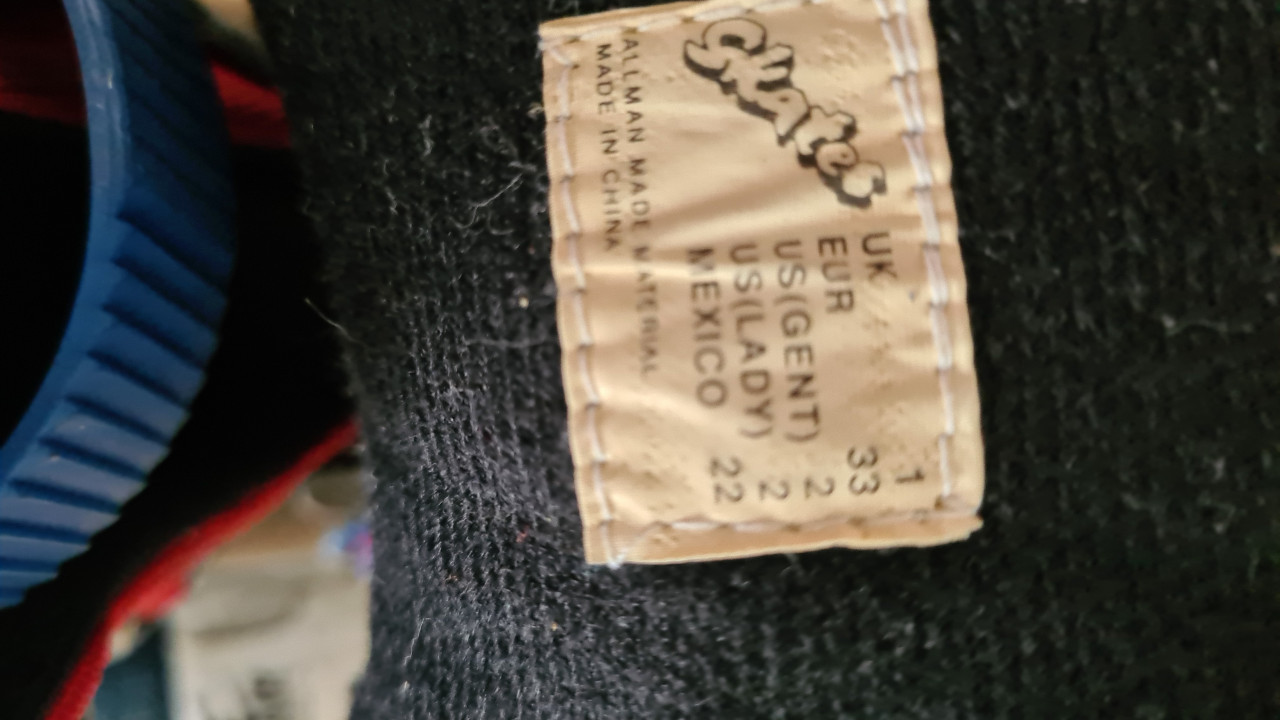 Skates
UK 1
EUR 33
US(GENT) 2
US(LADY) 2
MEXICO 22
ALLMAN MADE MATERIAL
MADE IN CHINA